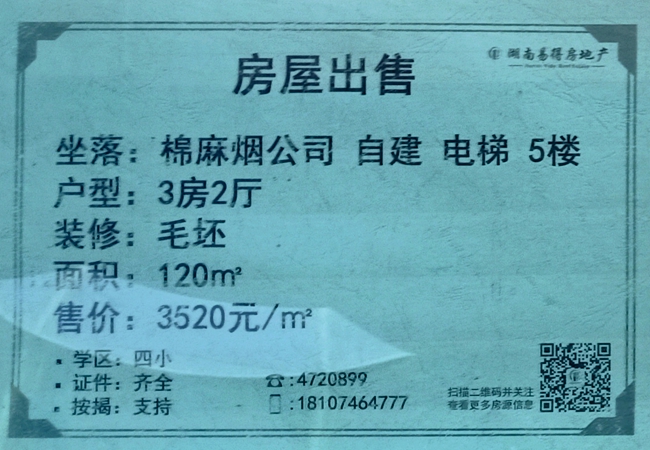 湖南易得房地产
房屋出售
坐落：棉麻烟公司 自建 电梯 5楼
户型：3房2厅
装修：毛坯
面积：120㎡
售价：3520元/㎡
▪ 学区：四小
▪ 证件：齐全 ☎:4720899
▪ 按揭：支持 :18107464777
扫描二维码并关注
查看更多房源信息